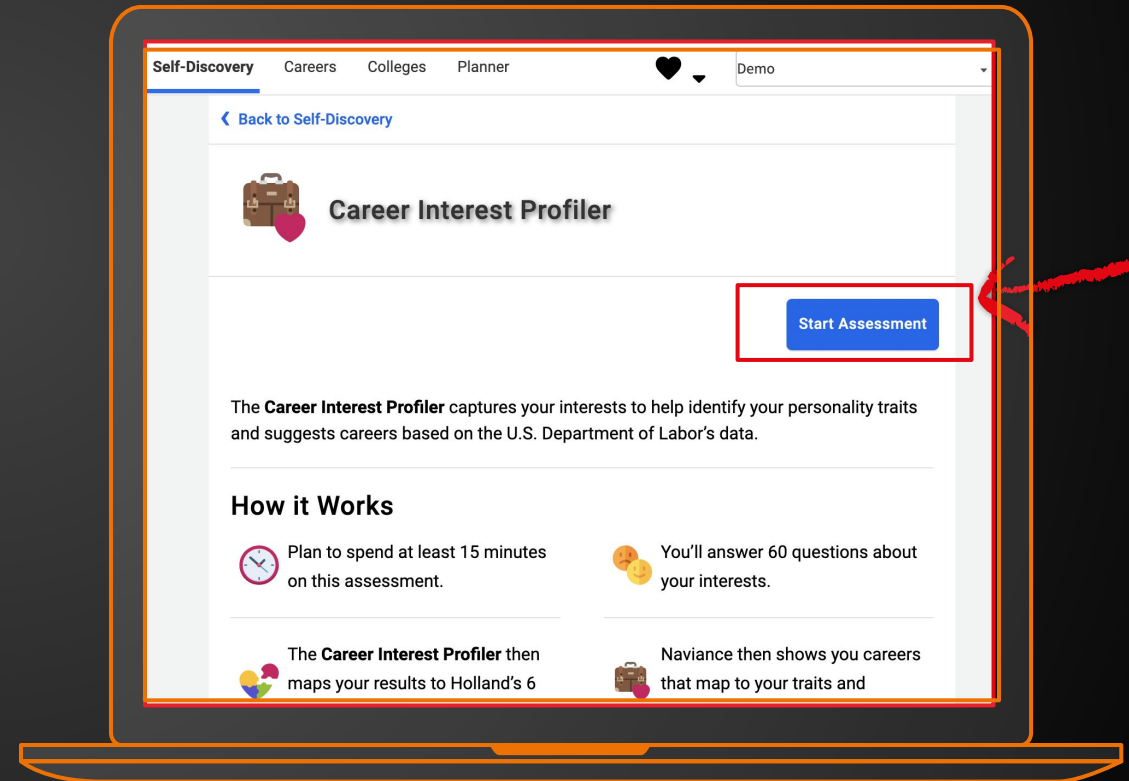 Self-Discovery Careers Colleges Planner Demo
Back to Self-Discovery
Career Interest Profiler
Start Assessment
The Career Interest Profiler captures your interests to help identify your personality traits
and suggests careers based on the U.S. Department of Labor’s data.
How it Works
Plan to spend at least 15 minutes
on this assessment.
You’ll answer 60 questions about
your interests.
The Career Interest Profiler then
maps your results to Holland’s 6
Naviance then shows you careers
that map to your traits and